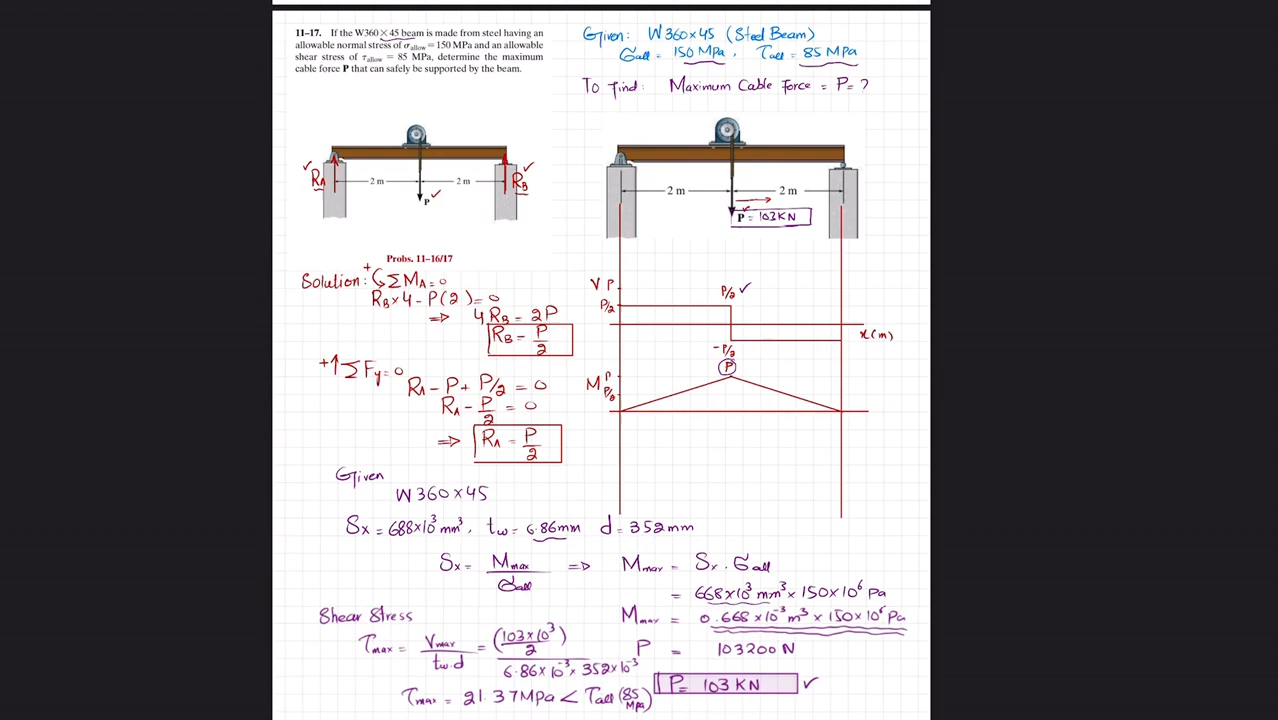 11–17. If the W360 × 45 beam is made from steel having an
allowable normal stress of σallow = 150 MPa and an allowable
shear stress of τallow = 85 MPa, determine the maximum
cable force P that can safely be supported by the beam.
Given: W360×45 (Steel Beam)
σall = 150 MPa, τall = 85 MPa
To find: Maximum Cable Force = P = ?
RA
2 m
2 m
RB
P
Probs. 11–16/17
2 m
2 m
P = 103KN
Solution: + ΣMA=0
RB×4 - P(2) = 0
⇒ 4RB = 2P
RB = P/2
+↑ΣFy=0
RA - P + P/2 = 0
RA - P/2 = 0
⇒ RA = P/2
V P
P/2
P/2
x(m)
-P/2
P
M P
P/2
Given
W360×45
Sx = 688×10³ mm³, tw = 6.86mm d = 352mm
Sx = Mmax/σall ⇒ Mmax = Sx . σall
= 668×10³ mm³ × 150×10⁶ Pa
Mmax = 0.668×10⁻³ m³ × 150×10⁶ Pa
P = 103200 N
P = 103 KN
Shear Stress
τmax = Vmax/tw.d = (103×10³/2)/6.86×10⁻³×352×10⁻³
τmax = 21.37MPa < τall (85 MPa)